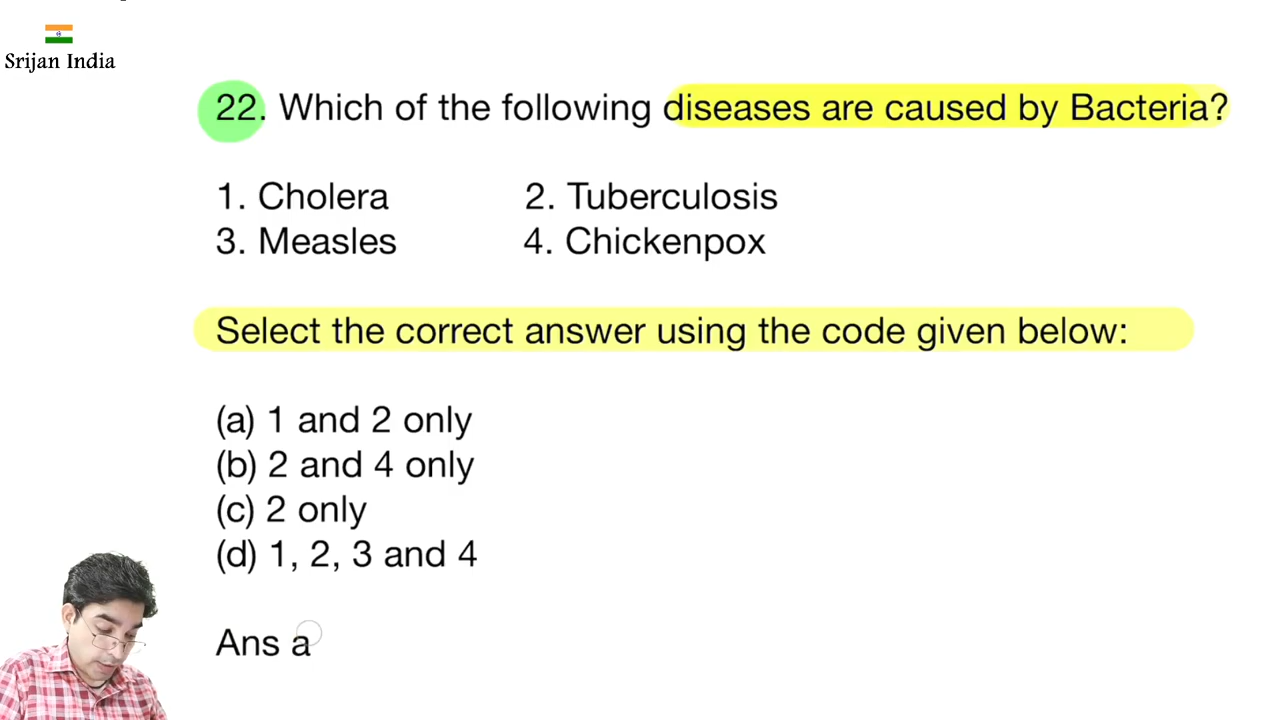 Srijan India
22. Which of the following diseases are caused by Bacteria?
1. Cholera 2. Tuberculosis
3. Measles 4. Chickenpox
Select the correct answer using the code given below:
(a) 1 and 2 only
(b) 2 and 4 only
(c) 2 only
(d) 1, 2, 3 and 4
Ans a